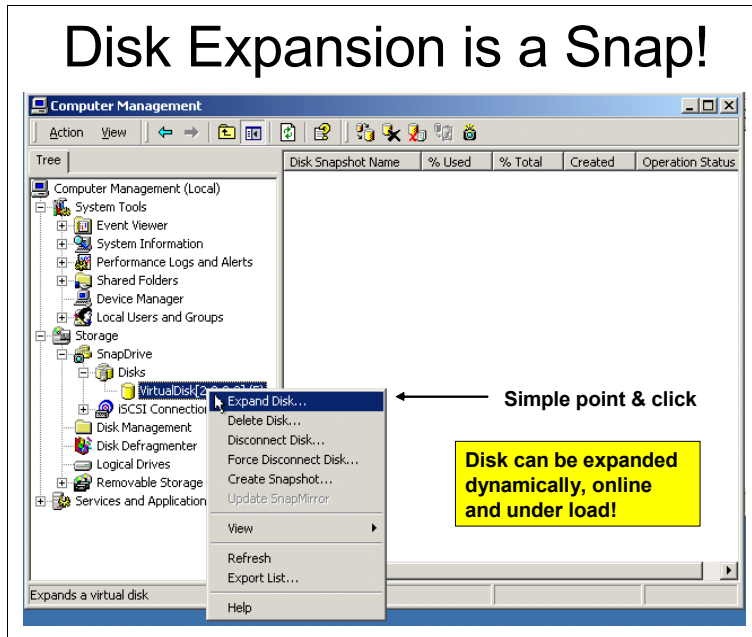 Disk Expansion is a Snap!
Computer Management
Action View
Tree
Disk Snapshot Name % Used % Total Created Operation Status
Computer Management (Local)
System Tools
Event Viewer
System Information
Performance Logs and Alerts
Shared Folders
Device Manager
Local Users and Groups
Storage
SnapDrive
Disks
iSCSI Connection
Disk Management
Disk Defragmenter
Logical Drives
Removable Storage
Services and Application
Expand Disk...
Delete Disk...
Disconnect Disk...
Force Disconnect Disk...
Create Snapshot...
Update SnapMirror
View
Refresh
Export List...
Help
Simple point & click
Disk can be expanded
dynamically, online
and under load!
Expands a virtual disk